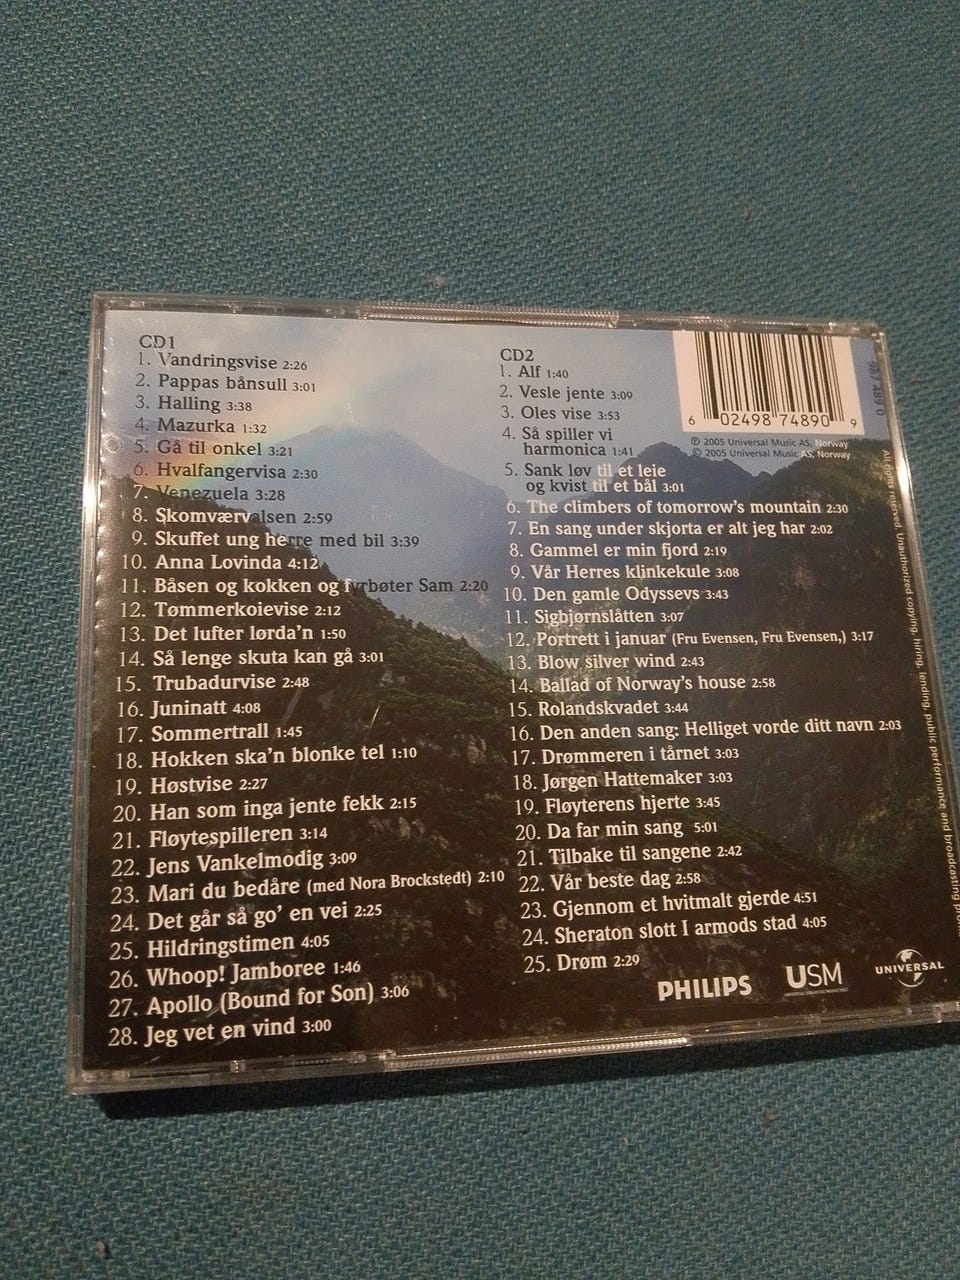 CD1
1. Vandringsvise 2:26
2. Pappas bånsull 3:01
3. Halling 3:38
4. Mazurka 1:32
5. Gå til onkel 3:21
6. Hvalfangervisa 2:30
7. Venezuela 3:28
8. Skomværvalsen 2:59
9. Skuffet ung herre med bil 3:39
10. Anna Lovinda 4:12
11. Båsen og kokken og fyrbøter Sam 2:20
12. Tømmerkoievise 2:12
13. Det lufter lørda'n 1:50
14. Så lenge skuta kan gå 3:01
15. Trubadurvise 2:48
16. Juninatt 4:08
17. Sommertrall 1:45
18. Hokken ska'n blonke tel 1:10
19. Høstvise 2:27
20. Han som inga jente fekk 2:15
21. Fløytespilleren 3:14
22. Jens Vankelmodig 3:09
23. Mari du bedåre (med Nora Brockstedt) 2:10
24. Det går så go' en vei 2:25
25. Hildringstimen 4:05
26. Whoop! Jamboree 1:46
27. Apollo (Bound for Son) 3:06
28. Jeg vet en vind 3:00
CD2
1. Alf 1:40
2. Vesle jente 3:09
3. Oles vise 3:53
4. Så spiller vi
harmonica 1:41
5. Sank løv til et leie
og kvist til et bål 3:01
6. The climbers of tomorrow's mountain 2:30
7. En sang under skjorta er alt jeg har 2:02
8. Gammel er min fjord 2:19
9. Vår Herres klinkekule 3:08
10. Den gamle Odyssevs 3:43
11. Sigbjørnslåtten 3:07
12. Portrett i januar (Fru Evensen, Fru Evensen,) 3:17
13. Blow silver wind 2:43
14. Ballad of Norway's house 2:58
15. Rolandskvadet 3:44
16. Den anden sang: Helliget vorde ditt navn 2:03
17. Drømmeren i tårnet 3:03
18. Jørgen Hattemaker 3:03
19. Fløyterens hjerte 3:45
20. Da far min sang 5:01
21. Tilbake til sangene 2:42
22. Vår beste dag 2:58
23. Gjennom et hvitmalt gjerde 4:51
24. Sheraton slott I armods stad 4:05
25. Drøm 2:29
6 02498 74890 9
987 489 0
℗ 2005 Universal Music AS, Norway
© 2005 Universal Music AS, Norway
All rights reserved. Unauthorized copying, hiring, lending, public performance and broadcasting
PHILIPS
USM
UNIVERSAL